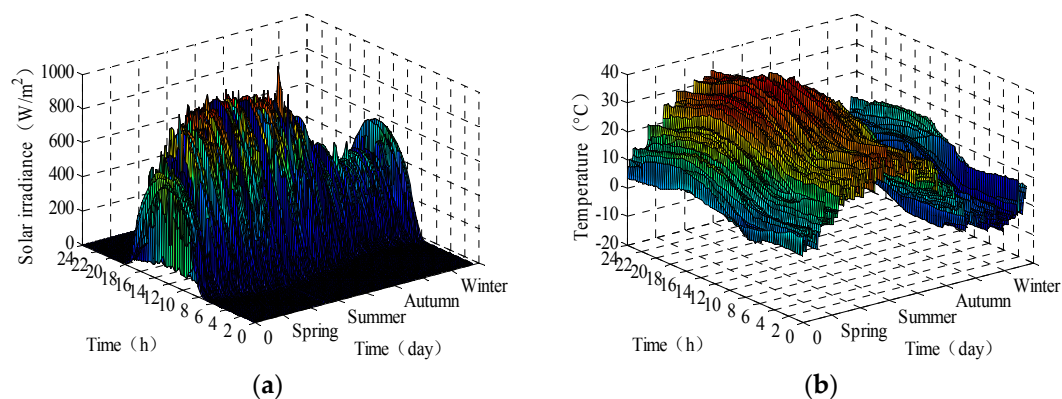 Solar irradiance（W/m2）
1000
800
600
400
200
0
24
22
20
18
16
14
12
10
8
6
4
2
0
Time（h）
0
Spring
Summer
Autumn
Winter
Time（day）
(a)
Temperature（°C）
40
30
20
10
0
-10
-20
24
22
20
18
16
14
12
10
8
6
4
2
0
Time（h）
0
Spring
Summer
Autumn
Winter
Time（day）
(b)